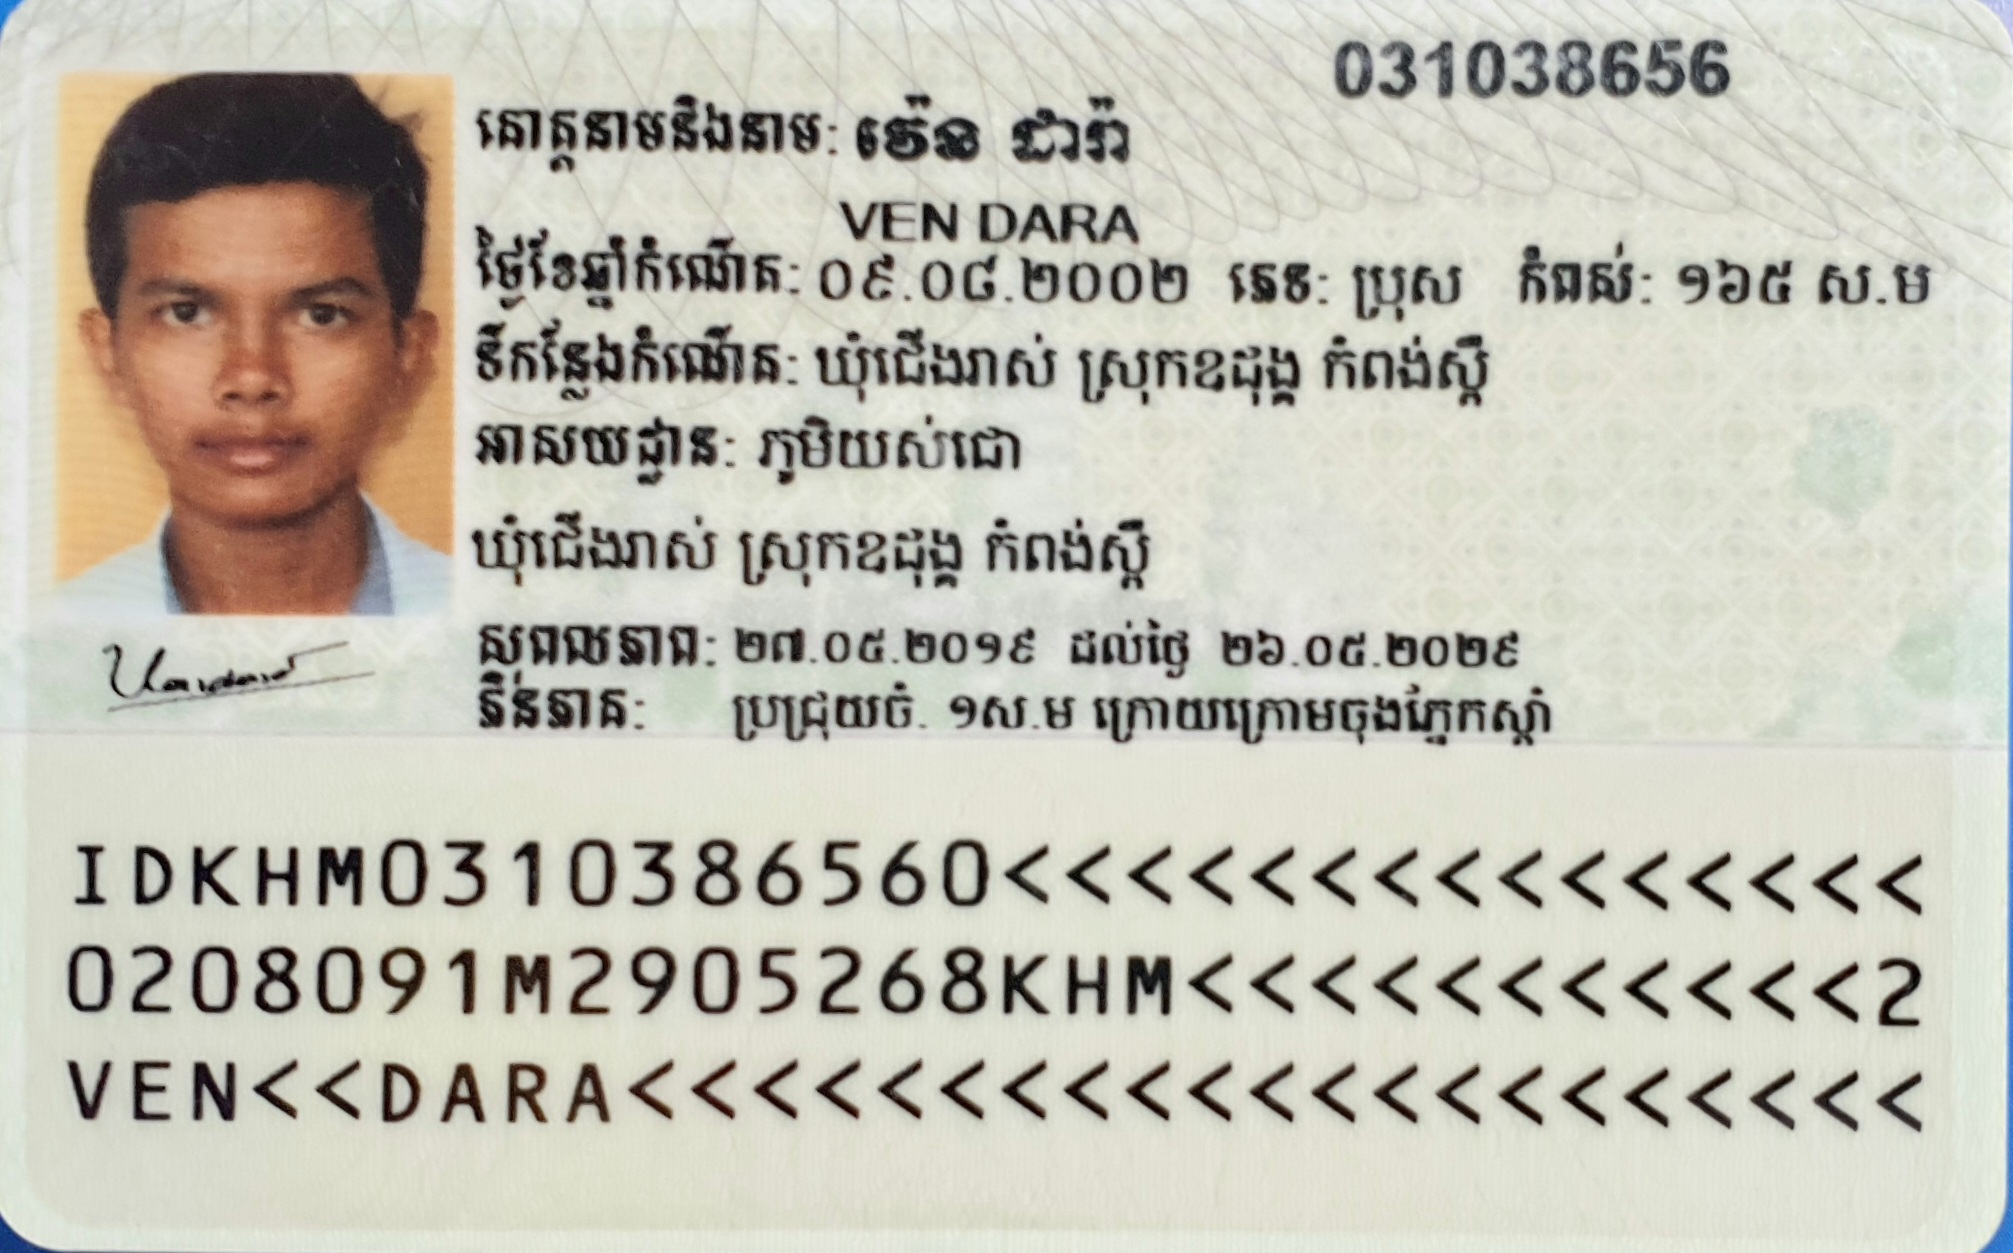 031038656
គោត្តនាមនិងនាម: វ៉េន ដារ៉ា
VEN DARA
ថ្ងៃខែឆ្នាំកំណើត: ០៩.០៨.២០០២ ភេទ: ប្រុស កំពស់: ១៦៥ ស.ម
ទីកន្លែងកំណើត: ឃុំជើងរាស់ ស្រុកឧដុង្គ កំពង់ស្ពឺ
អាសយដ្ឋាន: ភូមិយស់ជោ
ឃុំជើងរាស់ ស្រុកឧដុង្គ កំពង់ស្ពឺ
សុពលភាព: ២៧.០៥.២០១៩ ដល់ថ្ងៃ ២៦.០៥.២០២៩
ភិនភាគ: ប្រជ្រុយចំ. ១ស.ម ក្រោយក្រោមចុងភ្នែកស្តាំ
IDKHM0310386560<<<<<<<<<<<<<<<
0208091M2905268KHM<<<<<<<<<<<2
VEN<<DARA<<<<<<<<<<<<<<<<<<<<<